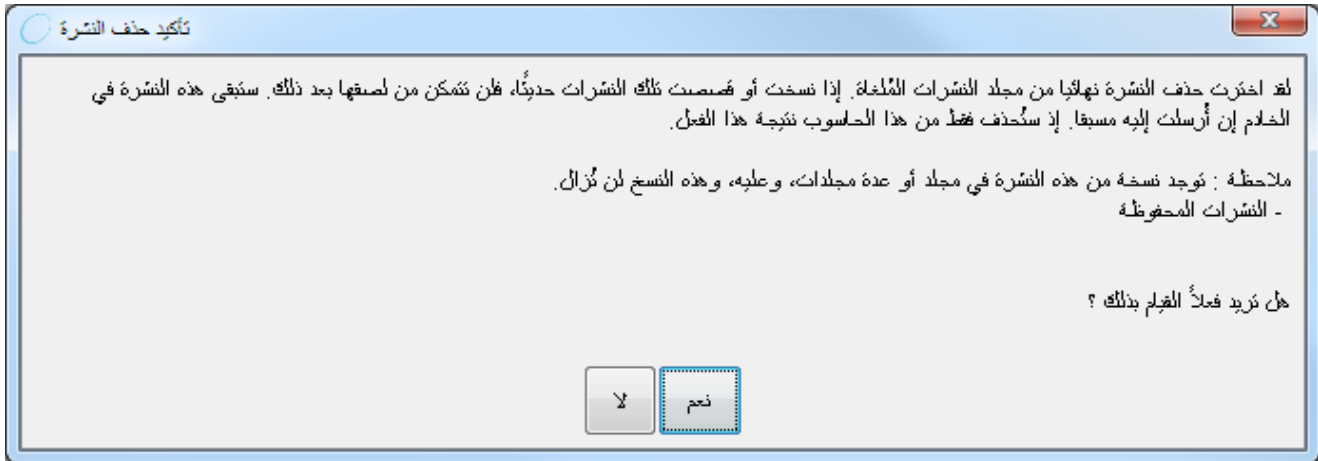 تأكيد حذف النشرة
لقد اخترت حذف النشرة نهائيا من مجلد النشرات المُلغاة. إذا نسخت أو قصصت تلك النشرات حديثًا، فلن تتمكن من لصقها بعد ذلك. ستبقى هذه النشرة في
الخادم إن أُرسلت إليه مسبقا. إذ ستُحذف فقط من هذا الحاسوب نتيجة هذا الفعل.
ملاحظة : توجد نسخة من هذه النشرة في مجلد أو عدة مجلدات، وعليه، وهذه النسخ لن تُزال.
- النشرات المحفوظة
هل تريد فعلاً القيام بذلك ؟
نعم
لا